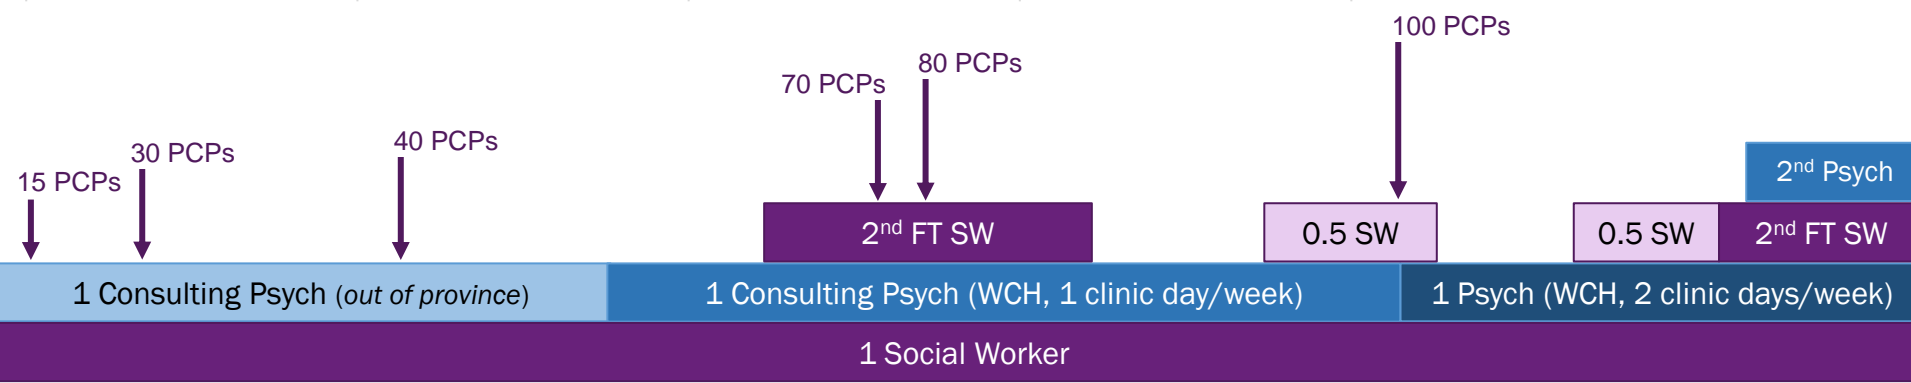 100 PCPs
80 PCPs
70 PCPs
40 PCPs
30 PCPs
15 PCPs
2nd Psych
2nd FT SW
0.5 SW
0.5 SW
2nd FT SW
1 Consulting Psych (out of province)
1 Consulting Psych (WCH, 1 clinic day/week)
1 Psych (WCH, 2 clinic days/week)
1 Social Worker